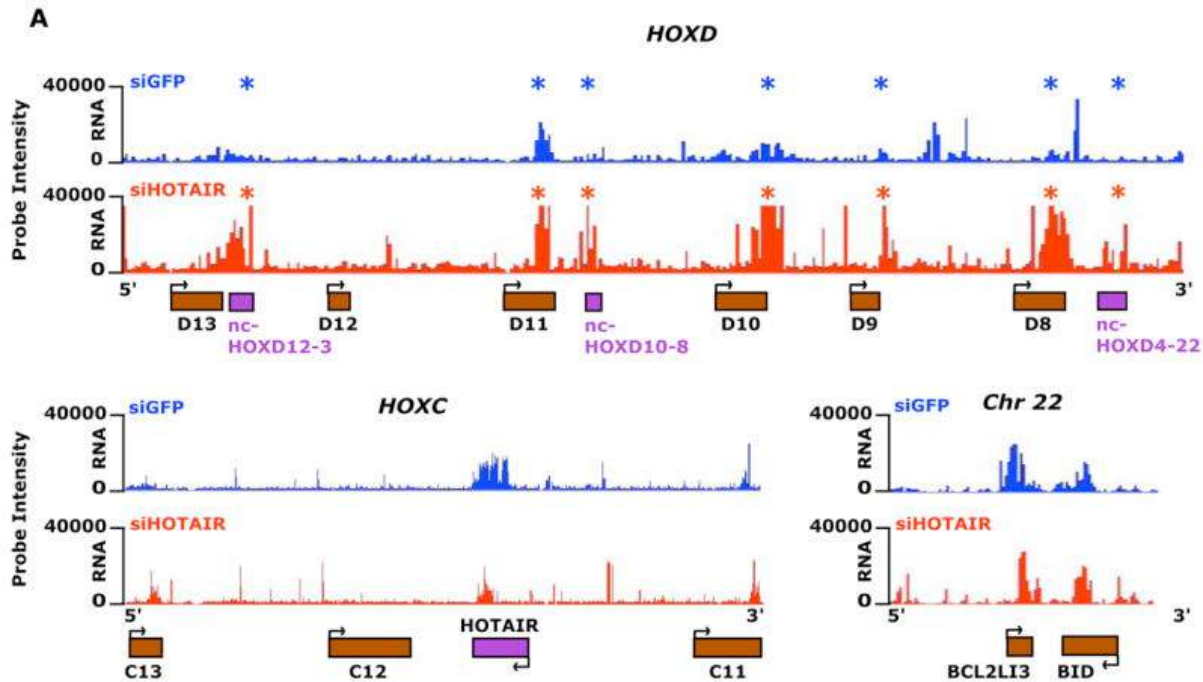 A
HOXD
Probe Intensity
RNA
40000
0
siGFP
* * * * * * *
RNA
40000
0
siHOTAIR
* * * * * * *
5' 3'
D13 nc-HOXD12-3 D12 D11 nc-HOXD10-8 D10 D9 D8 nc-HOXD4-22
HOXC
Probe Intensity
RNA
40000
0
siGFP
RNA
40000
0
siHOTAIR
5' 3'
C13 C12 HOTAIR C11
Chr 22
RNA
40000
0
siGFP
RNA
40000
0
siHOTAIR
5' 3'
BCL2LI3 BID